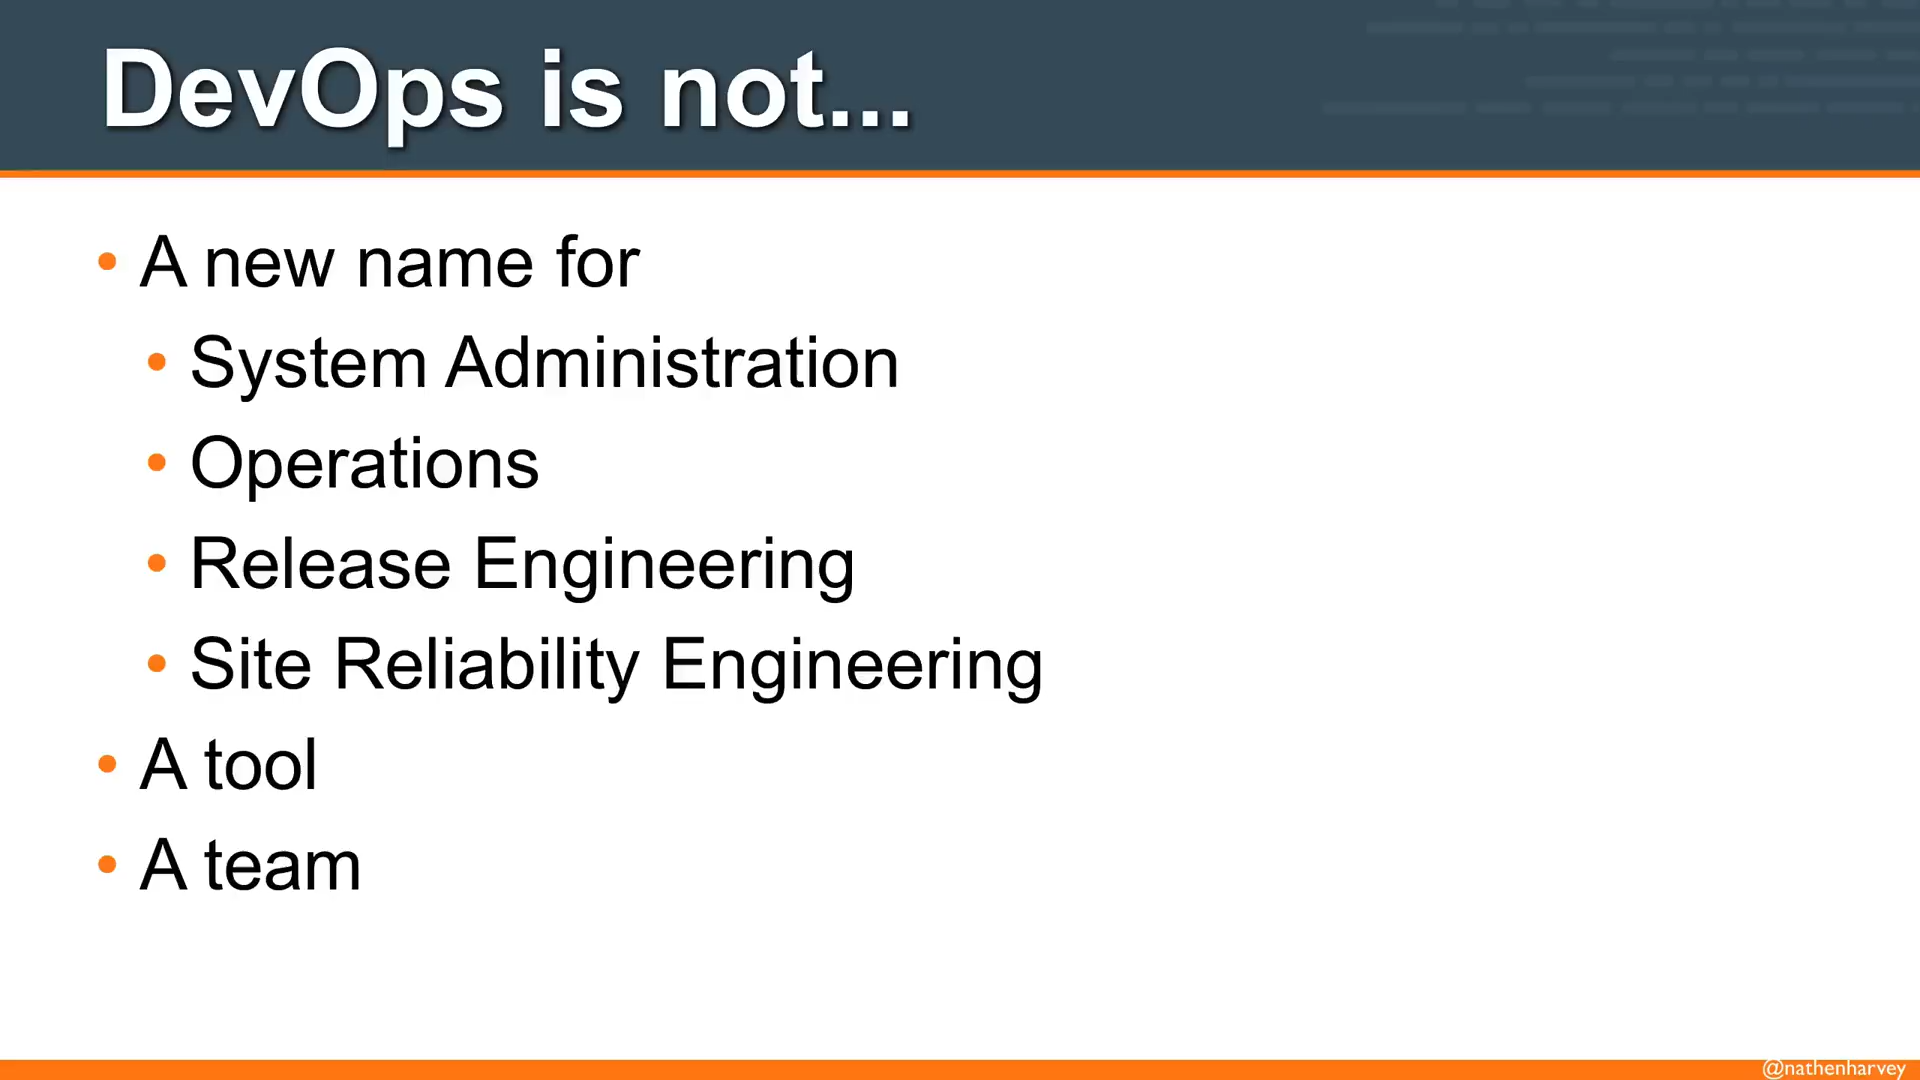 DevOps is not...
• A new name for
• System Administration
• Operations
• Release Engineering
• Site Reliability Engineering
• A tool
• A team
@nathenharvey